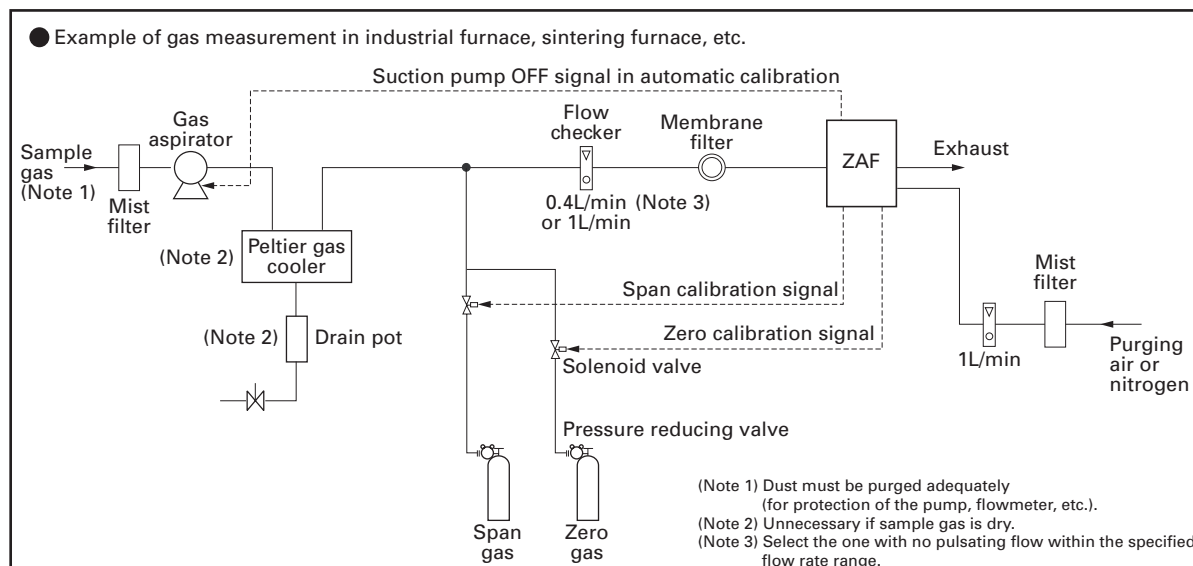 ● Example of gas measurement in industrial furnace, sintering furnace, etc.
Suction pump OFF signal in automatic calibration
Gas
aspirator
Flow
checker
Membrane
filter
ZAF
Exhaust
Sample
gas
(Note 1)
Mist
filter
0.4L/min (Note 3)
or 1L/min
(Note 2)
Peltier gas
cooler
Mist
filter
Span calibration signal
(Note 2)
Drain pot
Zero calibration signal
Solenoid valve
1L/min
Purging
air or
nitrogen
Pressure reducing valve
Span
gas
Zero
gas
(Note 1) Dust must be purged adequately
(for protection of the pump, flowmeter, etc.).
(Note 2) Unnecessary if sample gas is dry.
(Note 3) Select the one with no pulsating flow within the specified
flow rate range.